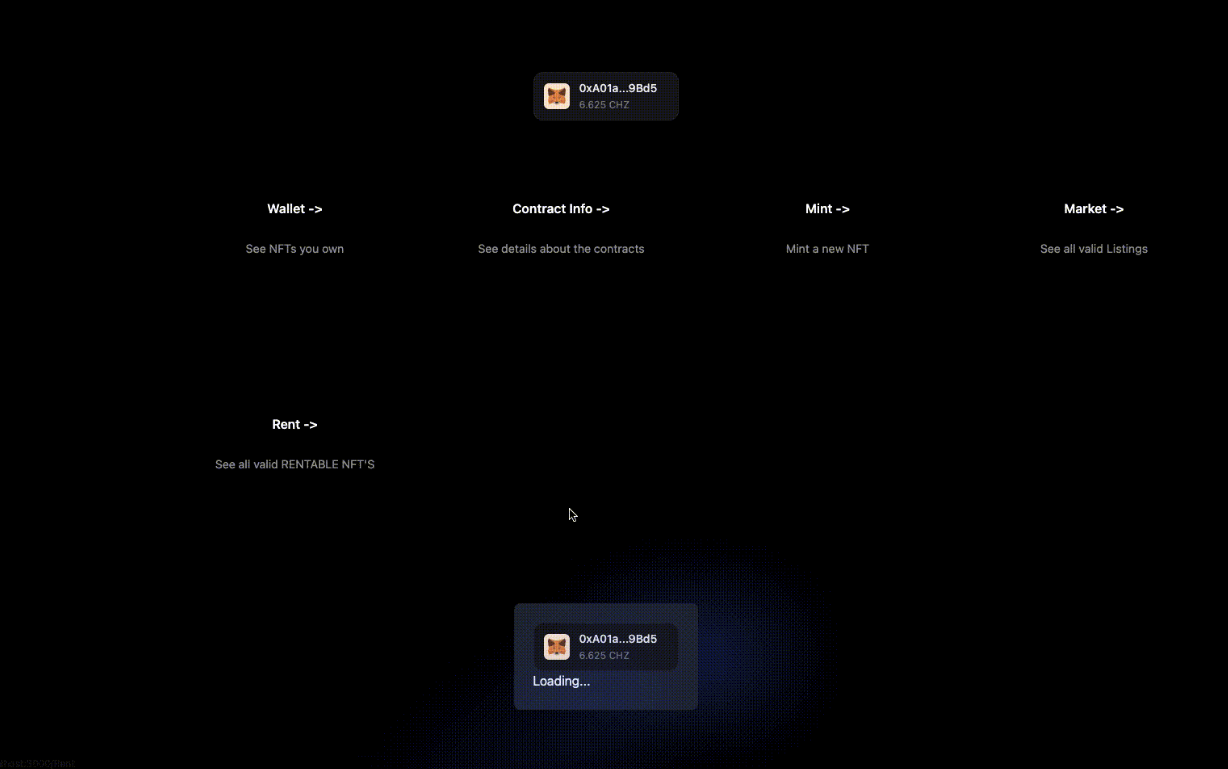 0xA01a...9Bd5
6.625 CHZ
Wallet ->
Contract Info ->
Mint ->
Market ->
See NFTs you own
See details about the contracts
Mint a new NFT
See all valid Listings
Rent ->
See all valid RENTABLE NFT'S
0xA01a...9Bd5
6.625 CHZ
Loading...